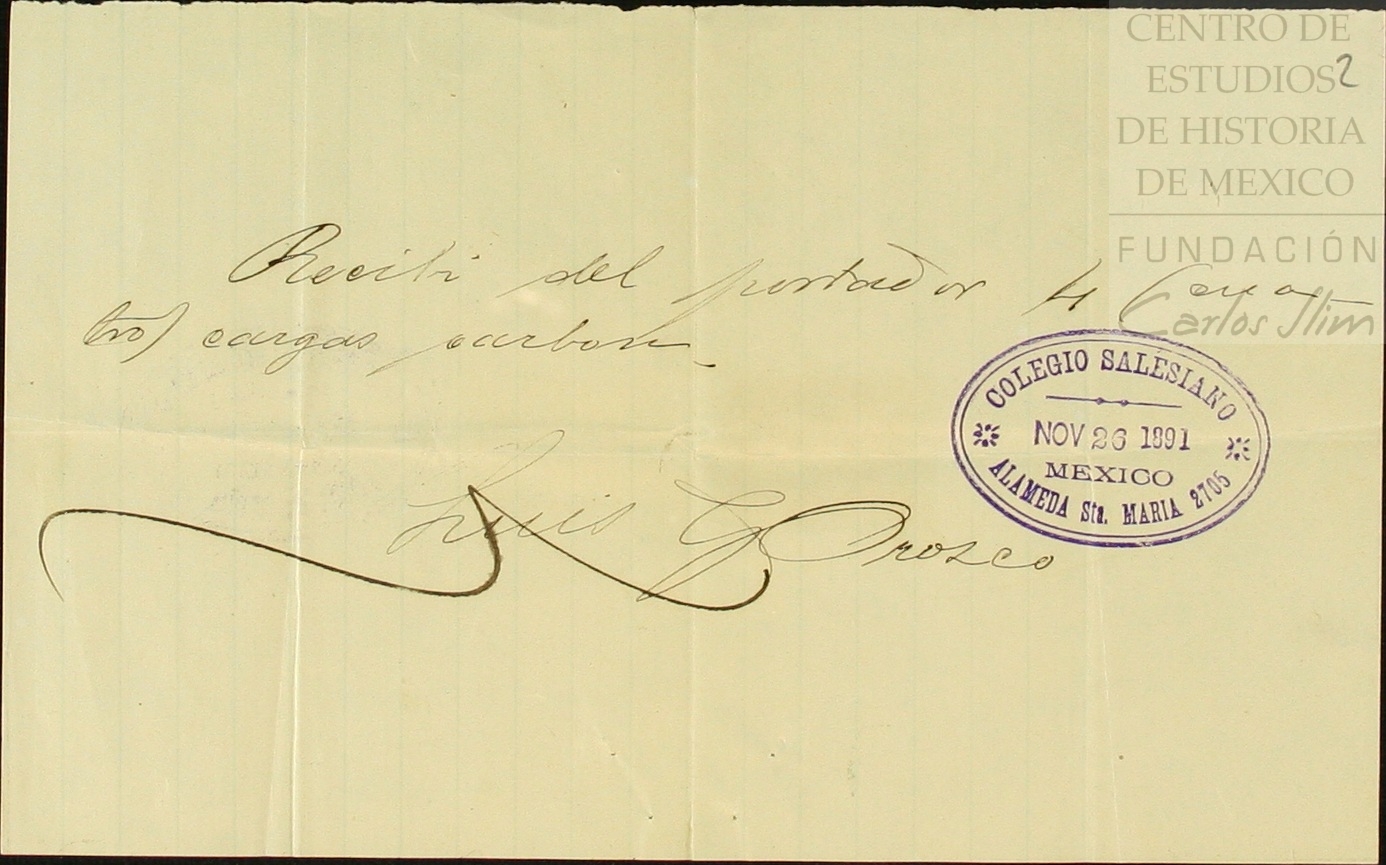 CENTRO DE
ESTUDIOS
2
DE HISTORIA
DE MEXICO
FUNDACIÓN
Carlos Slim
Recibi del portador 4 (cua
tro) cargas carbon
COLEGIO SALESIANO
NOV 26 1891
MEXICO
ALAMEDA Sta. MARIA 2705
Luis G Orozco